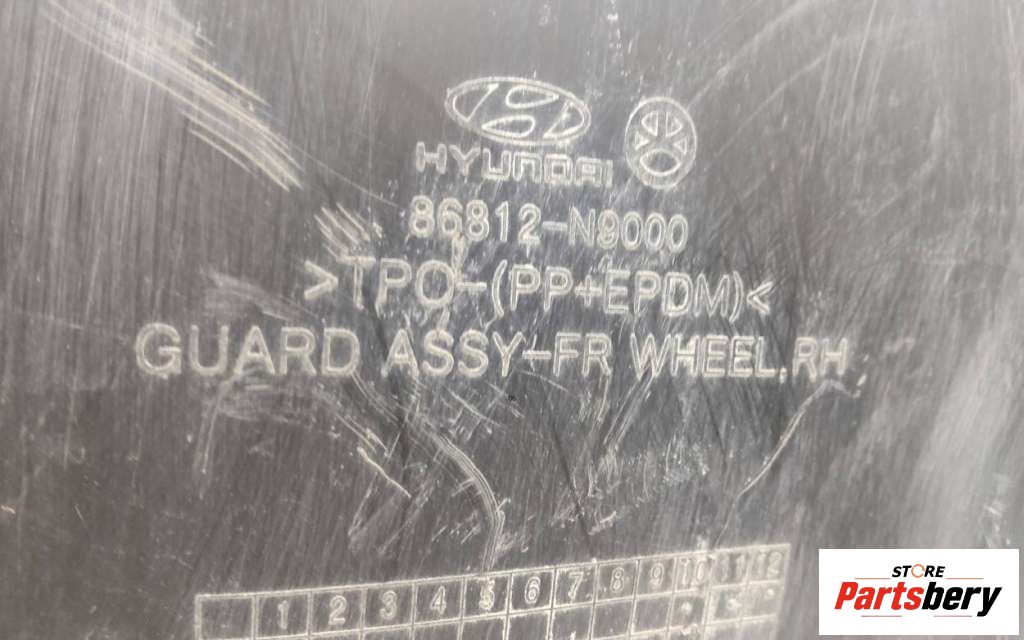 HYUNDAI
86812-N9000
>TPO-(PP+EPDM)<
GUARD ASSY-FR WHEEL,RH
1 2 3 4 5 6 7 8 9 10 11 12
STORE
Partsbery